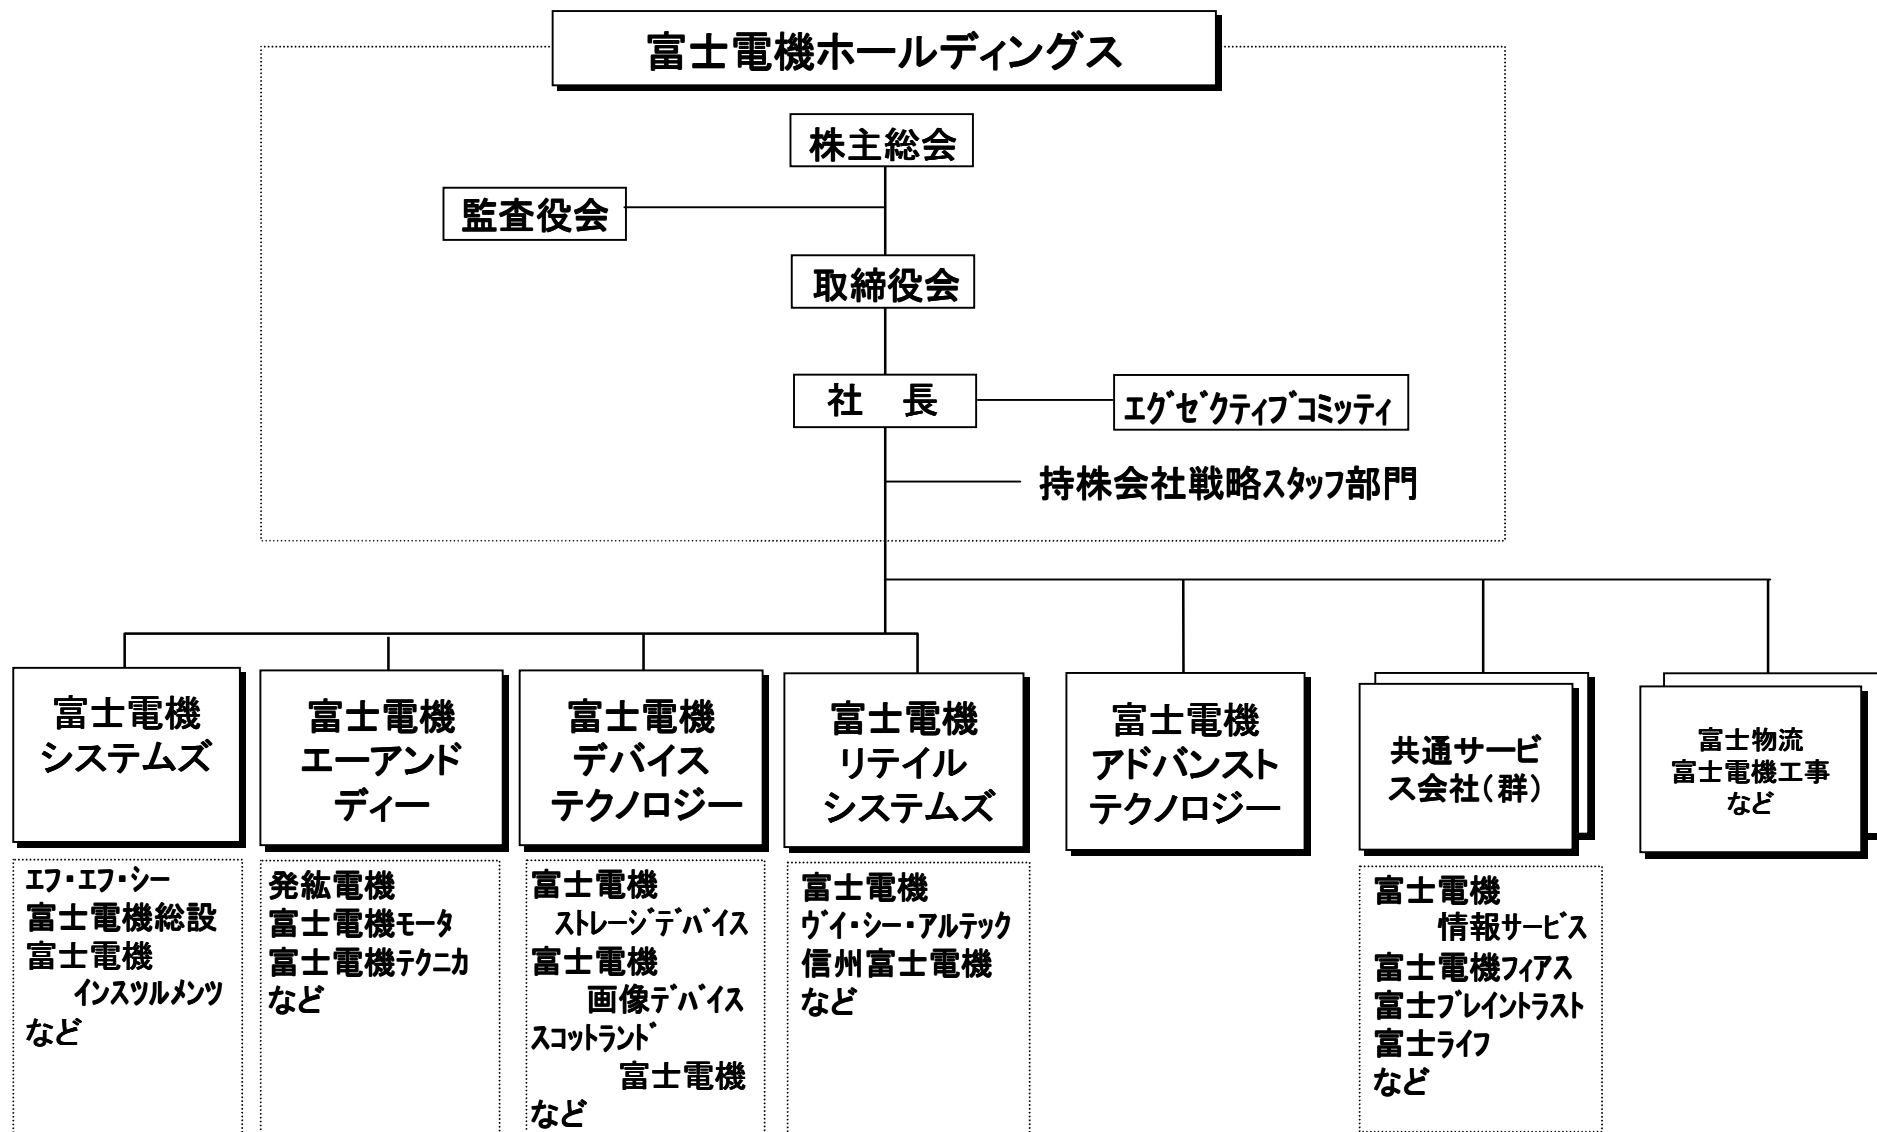 富士電機ホールディングス
株主総会
監査役会
取締役会
社　長
エグゼクティブコミッティ
持株会社戦略スタッフ部門
富士電機
システムズ
富士電機
エーアンド
ディー
富士電機
デバイス
テクノロジー
富士電機
リテイル
システムズ
富士電機
アドバンスト
テクノロジー
共通サービ
ス会社(群)
富士物流
富士電機工事
など
エフ・エフ・シー
富士電機総設
富士電機
インスツルメンツ
など
発紘電機
富士電機モータ
富士電機テクニカ
など
富士電機
ストレージデバイス
富士電機
画像デバイス
スコットランド
富士電機
など
富士電機
ヴイ・シー・アルテック
信州富士電機
など
富士電機
情報サービス
富士電機フィアス
富士ブレイントラスト
富士ライフ
など